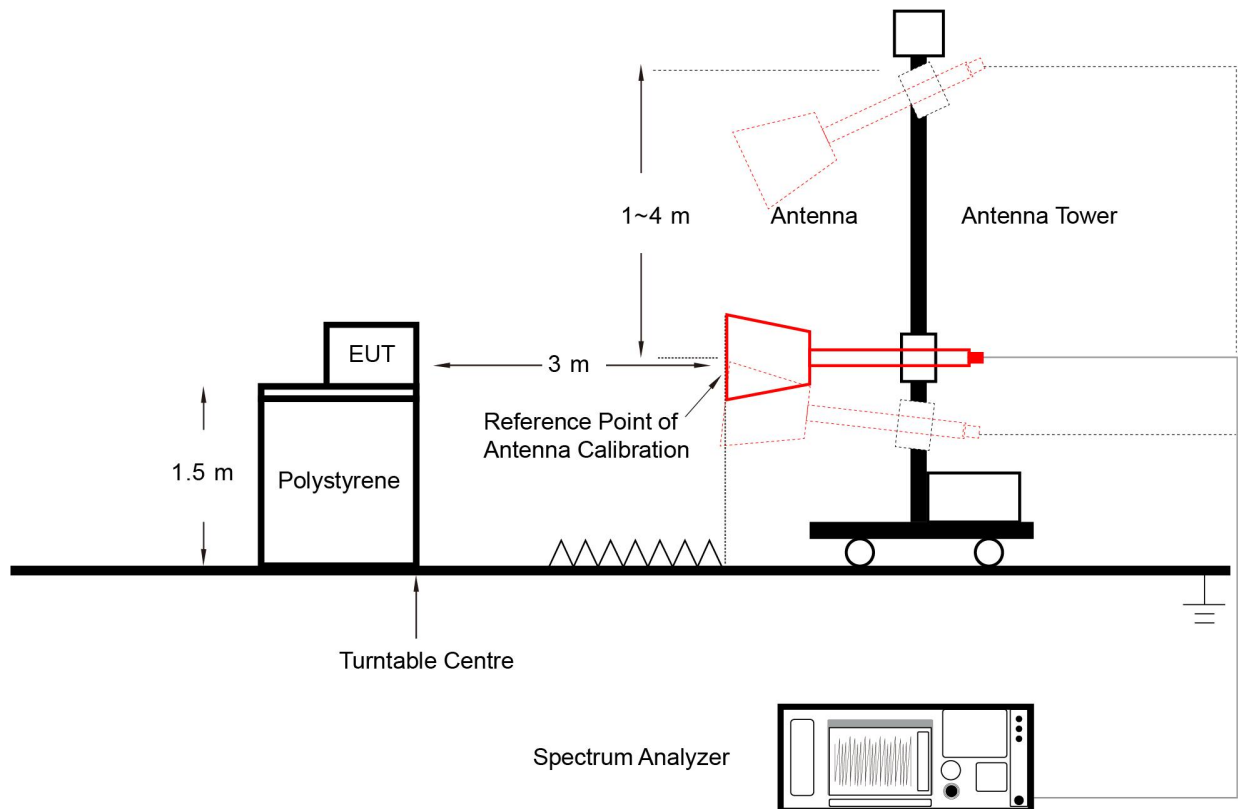 1~4 m
Antenna
Antenna Tower
EUT
3 m
Reference Point of
Antenna Calibration
1.5 m
Polystyrene
Turntable Centre
Spectrum Analyzer